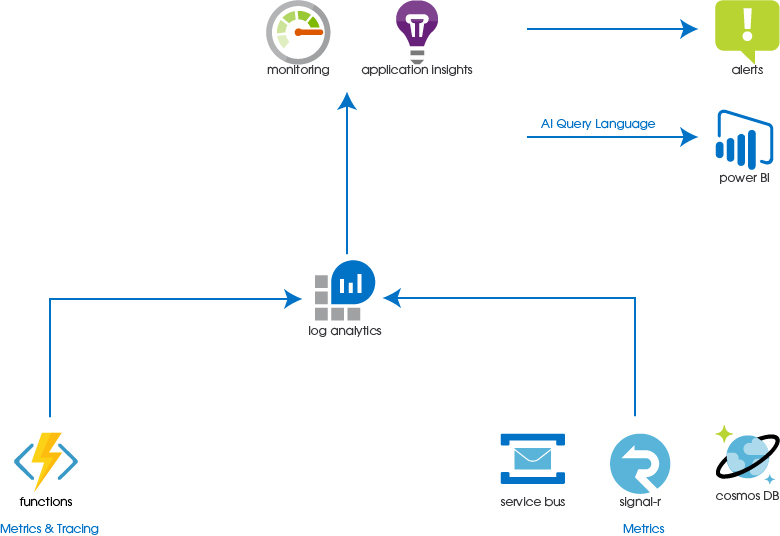 monitoring
application insights
alerts
AI Query Language
power BI
log analytics
functions
service bus
signal-r
cosmos DB
Metrics & Tracing
Metrics